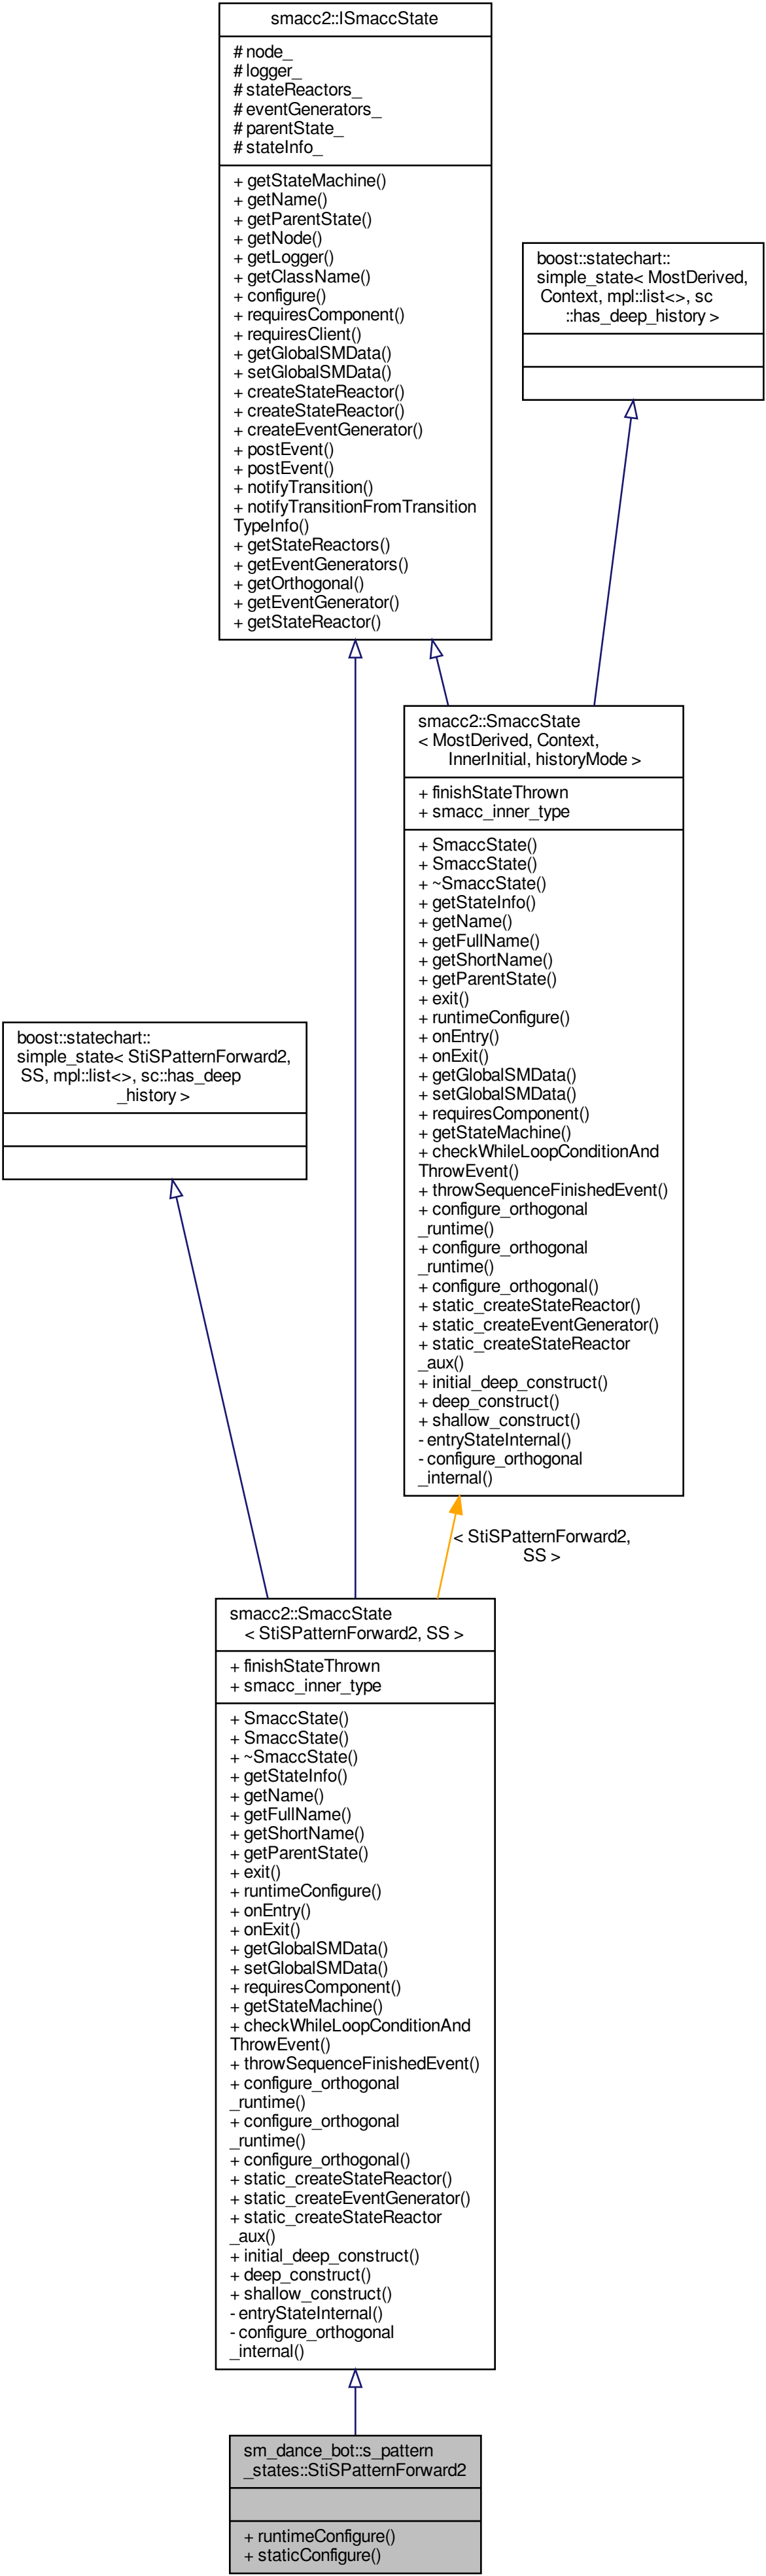 smacc2::ISmaccState
# node_
# logger_
# stateReactors_
# eventGenerators_
# parentState_
# stateInfo_
+ getStateMachine()
+ getName()
+ getParentState()
+ getNode()
+ getLogger()
+ getClassName()
+ configure()
+ requiresComponent()
+ requiresClient()
+ getGlobalSMData()
+ setGlobalSMData()
+ createStateReactor()
+ createStateReactor()
+ createEventGenerator()
+ postEvent()
+ postEvent()
+ notifyTransition()
+ notifyTransitionFromTransition
TypeInfo()
+ getStateReactors()
+ getEventGenerators()
+ getOrthogonal()
+ getEventGenerator()
+ getStateReactor()
boost::statechart::
simple_state< MostDerived,
Context, mpl::list<>, sc
::has_deep_history >
smacc2::SmaccState
< MostDerived, Context,
InnerInitial, historyMode >
+ finishStateThrown
+ smacc_inner_type
+ SmaccState()
+ SmaccState()
+ ~SmaccState()
+ getStateInfo()
+ getName()
+ getFullName()
+ getShortName()
+ getParentState()
+ exit()
+ runtimeConfigure()
+ onEntry()
+ onExit()
+ getGlobalSMData()
+ setGlobalSMData()
+ requiresComponent()
+ getStateMachine()
+ checkWhileLoopConditionAnd
ThrowEvent()
+ throwSequenceFinishedEvent()
+ configure_orthogonal
_runtime()
+ configure_orthogonal
_runtime()
+ configure_orthogonal()
+ static_createStateReactor()
+ static_createEventGenerator()
+ static_createStateReactor
_aux()
+ initial_deep_construct()
+ deep_construct()
+ shallow_construct()
- entryStateInternal()
- configure_orthogonal
_internal()
boost::statechart::
simple_state< StiSPatternForward2,
SS, mpl::list<>, sc::has_deep
_history >
< StiSPatternForward2,
SS >
smacc2::SmaccState
< StiSPatternForward2, SS >
+ finishStateThrown
+ smacc_inner_type
+ SmaccState()
+ SmaccState()
+ ~SmaccState()
+ getStateInfo()
+ getName()
+ getFullName()
+ getShortName()
+ getParentState()
+ exit()
+ runtimeConfigure()
+ onEntry()
+ onExit()
+ getGlobalSMData()
+ setGlobalSMData()
+ requiresComponent()
+ getStateMachine()
+ checkWhileLoopConditionAnd
ThrowEvent()
+ throwSequenceFinishedEvent()
+ configure_orthogonal
_runtime()
+ configure_orthogonal
_runtime()
+ configure_orthogonal()
+ static_createStateReactor()
+ static_createEventGenerator()
+ static_createStateReactor
_aux()
+ initial_deep_construct()
+ deep_construct()
+ shallow_construct()
- entryStateInternal()
- configure_orthogonal
_internal()
sm_dance_bot::s_pattern
_states::StiSPatternForward2
+ runtimeConfigure()
+ staticConfigure()